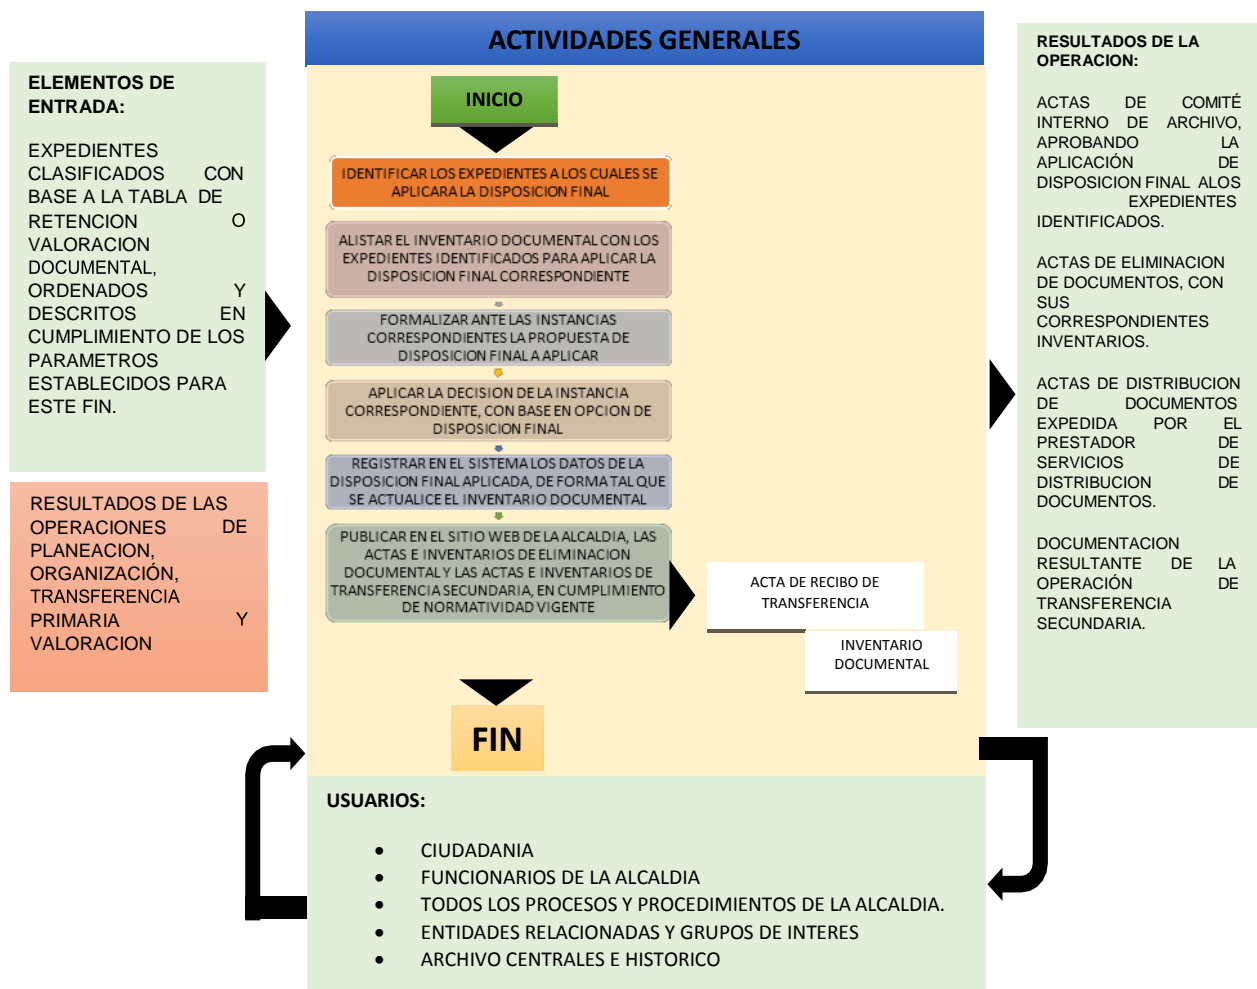 ELEMENTOS DE
ENTRADA:
EXPEDIENTES
CLASIFICADOS CON
BASE A LA TABLA DE
RETENCION O
VALORACION
DOCUMENTAL,
ORDENADOS Y
DESCRITOS EN
CUMPLIMIENTO DE LOS
PARAMETROS
ESTABLECIDOS PARA
ESTE FIN.
RESULTADOS DE LAS
OPERACIONES DE
PLANEACION,
ORGANIZACIÓN,
TRANSFERENCIA
PRIMARIA Y
VALORACION
ACTIVIDADES GENERALES
INICIO
IDENTIFICAR LOS EXPEDIENTES A LOS CUALES SE
APLICARA LA DISPOSICION FINAL
ALISTAR EL INVENTARIO DOCUMENTAL CON LOS
EXPEDIENTES IDENTIFICADOS PARA APLICAR LA
DISPOSICION FINAL CORRESPONDIENTE
FORMALIZAR ANTE LAS INSTANCIAS
CORRESPONDIENTES LA PROPUESTA DE
DISPOSICION FINAL A APLICAR
APLICAR LA DECISION DE LA INSTANCIA
CORRESPONDIENTE, CON BASE EN OPCION DE
DISPOSICION FINAL
REGISTRAR EN EL SISTEMA LOS DATOS DE LA
DISPOSICION FINAL APLICADA, DE FORMA TAL QUE
SE ACTUALICE EL INVENTARIO DOCUMENTAL
PUBLICAR EN EL SITIO WEB DE LA ALCALDIA, LAS
ACTAS E INVENTARIOS DE ELIMINACION
DOCUMENTAL Y LAS ACTAS E INVENTARIOS DE
TRANSFERENCIA SECUNDARIA, EN CUMPLIMIENTO
DE NORMATIVIDAD VIGENTE
ACTA DE RECIBO DE
TRANSFERENCIA
INVENTARIO
DOCUMENTAL
FIN
USUARIOS:
• CIUDADANIA
• FUNCIONARIOS DE LA ALCALDIA
• TODOS LOS PROCESOS Y PROCEDIMIENTOS DE LA ALCALDIA.
• ENTIDADES RELACIONADAS Y GRUPOS DE INTERES
• ARCHIVO CENTRALES E HISTORICO
RESULTADOS DE LA
OPERACION:
ACTAS DE COMITÉ
INTERNO DE ARCHIVO,
APROBANDO LA
APLICACIÓN DE
DISPOSICION FINAL ALOS
EXPEDIENTES
IDENTIFICADOS.
ACTAS DE ELIMINACION
DE DOCUMENTOS, CON
SUS
CORRESPONDIENTES
INVENTARIOS.
ACTAS DE DISTRIBUCION
DE DOCUMENTOS
EXPEDIDA POR EL
PRESTADOR DE
SERVICIOS DE
DISTRIBUCION DE
DOCUMENTOS.
DOCUMENTACION
RESULTANTE DE LA
OPERACIÓN DE
TRANSFERENCIA
SECUNDARIA.